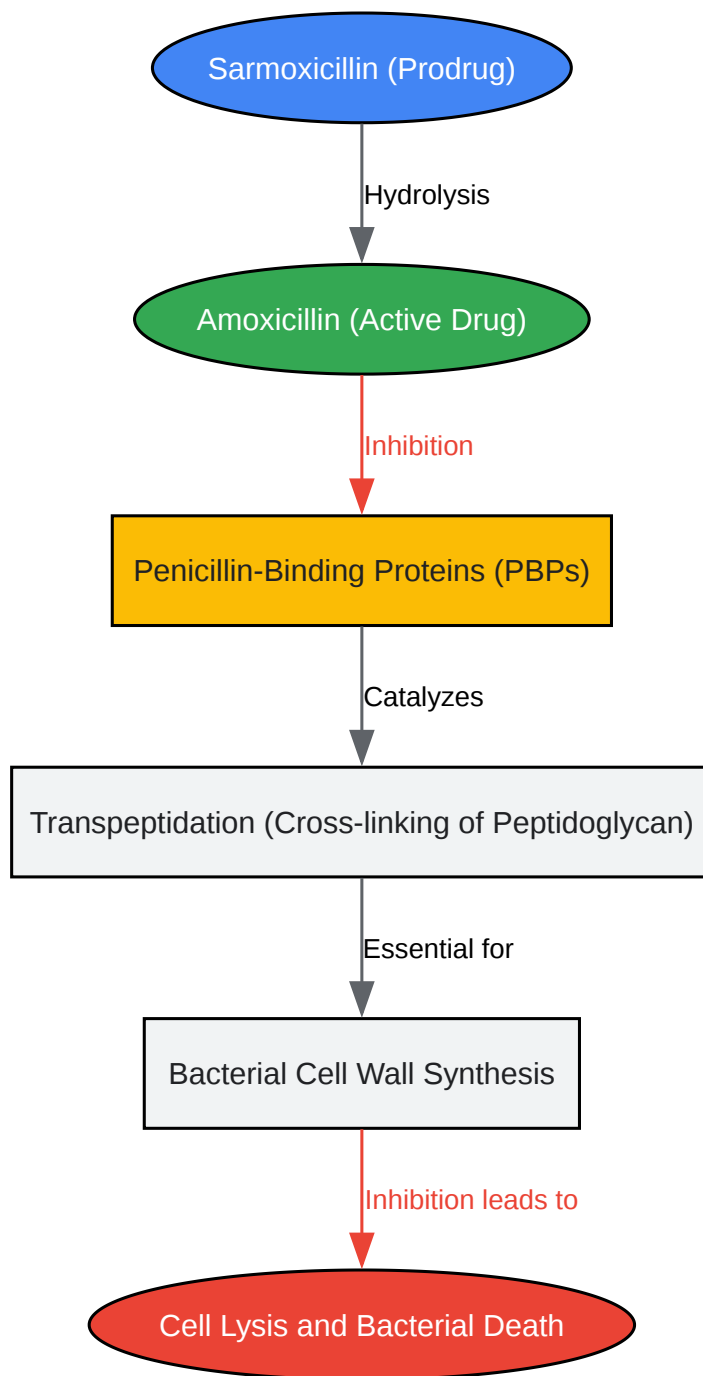 Sarmoxicillin (Prodrug)
Hydrolysis
Amoxicillin (Active Drug)
Inhibition
Penicillin-Binding Proteins (PBPs)
Catalyzes
Transpeptidation (Cross-linking of Peptidoglycan)
Essential for
Bacterial Cell Wall Synthesis
Inhibition leads to
Cell Lysis and Bacterial Death